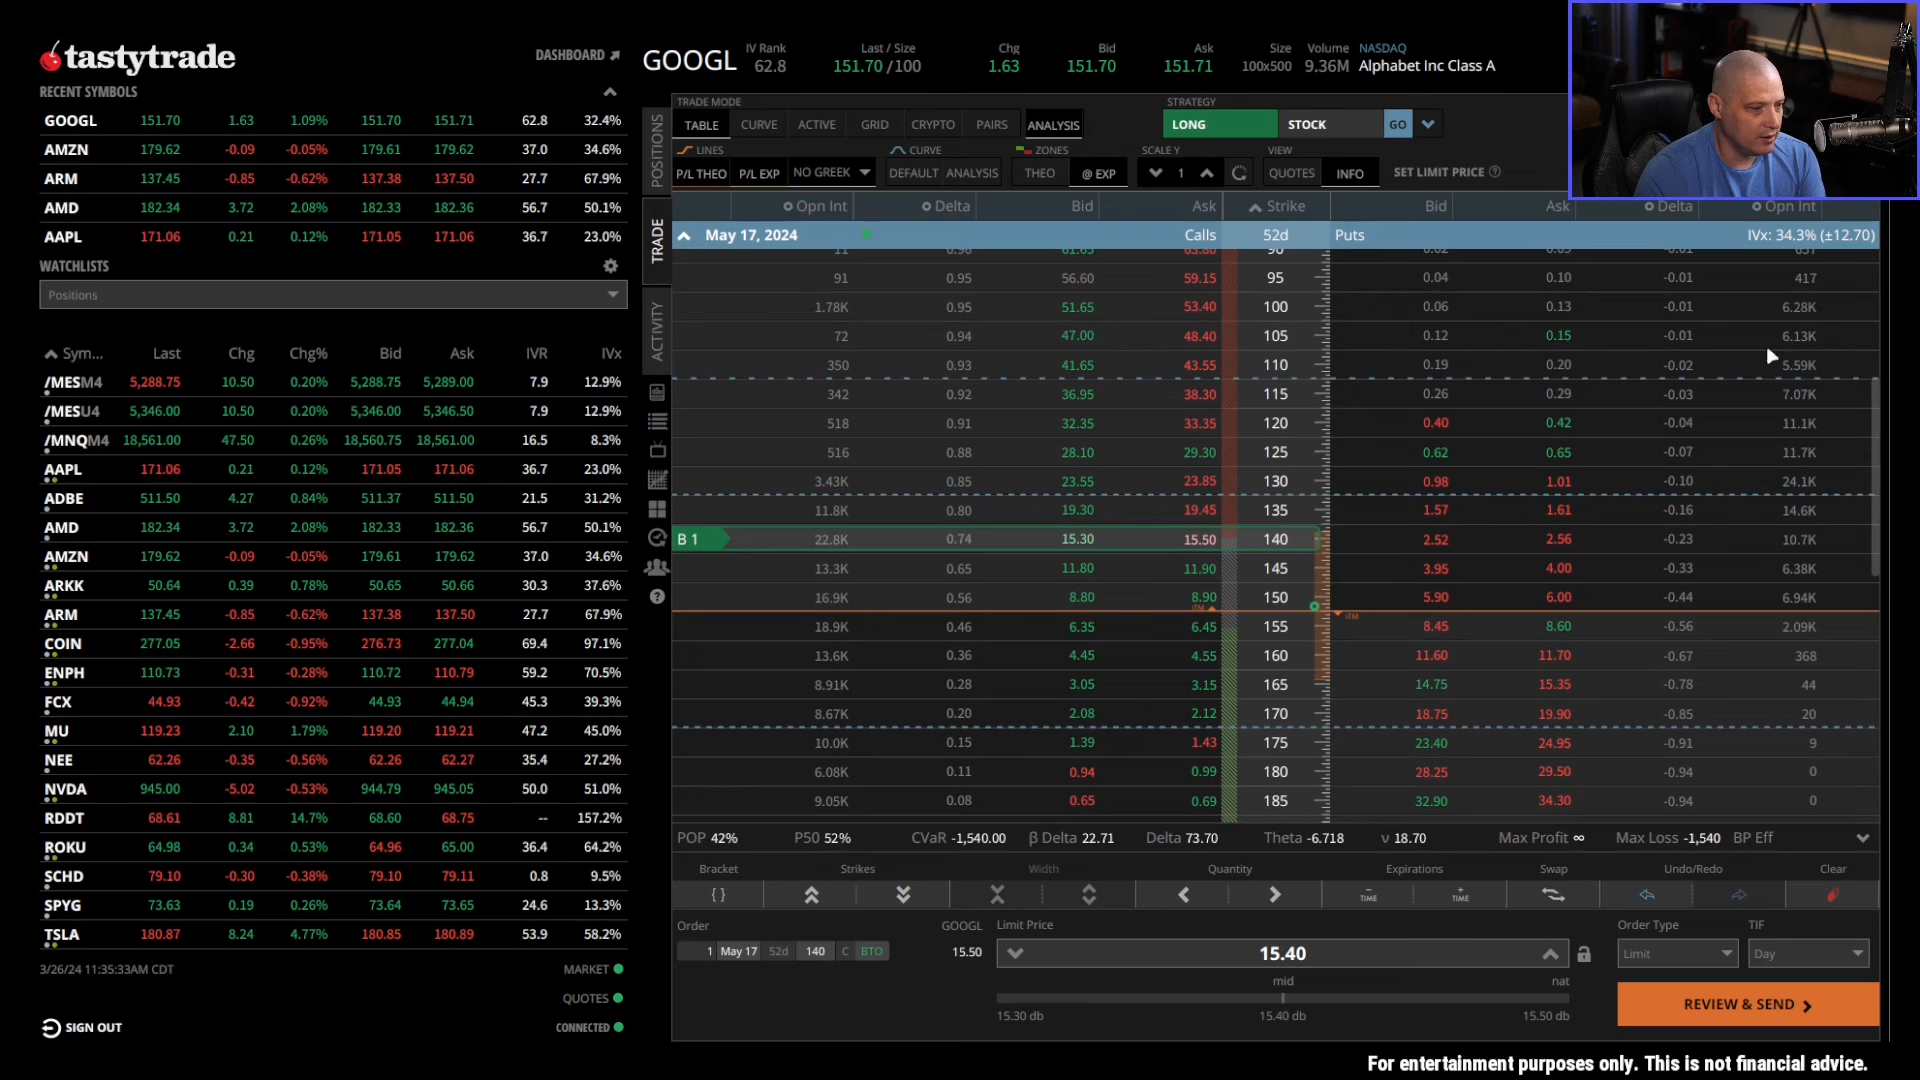 tastytrade
DASHBOARD
RECENT SYMBOLS
GOOGL 151.70 1.63 1.09% 151.70 151.71 62.8 32.4%
AMZN 179.62 -0.09 -0.05% 179.61 179.62 37.0 34.6%
ARM 137.45 -0.85 -0.62% 137.38 137.50 27.7 67.9%
AMD 182.34 3.72 2.08% 182.33 182.36 56.7 50.1%
AAPL 171.06 0.21 0.12% 171.05 171.06 36.7 23.0%
WATCHLISTS
Positions
Sym... Last Chg Chg% Bid Ask IVR IVx
/MESM4 5,288.75 10.50 0.20% 5,288.75 5,289.00 7.9 12.9%
/MESU4 5,346.00 10.50 0.20% 5,346.00 5,346.50 7.9 12.9%
/MNQM4 18,561.00 47.50 0.26% 18,560.75 18,561.00 16.5 8.3%
AAPL 171.06 0.21 0.12% 171.05 171.06 36.7 23.0%
ADBE 511.50 4.27 0.84% 511.37 511.50 21.5 31.2%
AMD 182.34 3.72 2.08% 182.33 182.36 56.7 50.1%
AMZN 179.62 -0.09 -0.05% 179.61 179.62 37.0 34.6%
ARKK 50.64 0.39 0.78% 50.65 50.66 30.3 37.6%
ARM 137.45 -0.85 -0.62% 137.38 137.50 27.7 67.9%
COIN 277.05 -2.66 -0.95% 276.73 277.04 69.4 97.1%
ENPH 110.73 -0.31 -0.28% 110.72 110.79 59.2 70.5%
FCX 44.93 -0.42 -0.92% 44.93 44.94 45.3 39.3%
MU 119.23 2.10 1.79% 119.20 119.21 47.2 45.0%
NEE 62.26 -0.35 -0.56% 62.26 62.27 35.4 27.2%
NVDA 945.00 -5.02 -0.53% 944.79 945.05 50.0 51.0%
RDDT 68.61 8.81 14.7% 68.60 68.75 -- 157.2%
ROKU 64.98 0.34 0.53% 64.96 65.00 36.4 64.2%
SCHD 79.10 -0.30 -0.38% 79.10 79.11 0.8 9.5%
SPYG 73.63 0.19 0.26% 73.64 73.65 24.6 13.3%
TSLA 180.87 8.24 4.77% 180.85 180.89 53.9 58.2%
3/26/24 11:35:33AM CDT
MARKET
QUOTES
SIGN OUT
CONNECTED
POSITIONS
TRADE
ACTIVITY
GOOGL
IV Rank Last / Size Chg Bid Ask Size Volume NASDAQ
62.8 151.70 /100 1.63 151.70 151.71 100x500 9.36M Alphabet Inc Class A
TRADE MODE STRATEGY
TABLE CURVE ACTIVE GRID CRYPTO PAIRS ANALYSIS LONG STOCK GO
LINES CURVE ZONES SCALE Y VIEW
P/L THEO P/L EXP NO GREEK DEFAULT ANALYSIS THEO @ EXP 1 QUOTES INFO SET LIMIT PRICE
Opn Int Delta Bid Ask Strike Bid Ask Delta Opn Int
May 17, 2024 Calls 52d Puts IVx: 34.3% (±12.70)
11 0.96 61.65 63.80 90 0.02 0.05 -0.01 637
91 0.95 56.60 59.15 95 0.04 0.10 -0.01 417
1.78K 0.95 51.65 53.40 100 0.06 0.13 -0.01 6.28K
72 0.94 47.00 48.40 105 0.12 0.15 -0.01 6.13K
350 0.93 41.65 43.55 110 0.19 0.20 -0.02 5.59K
342 0.92 36.95 38.30 115 0.26 0.29 -0.03 7.07K
518 0.91 32.35 33.35 120 0.40 0.42 -0.04 11.1K
516 0.88 28.10 29.30 125 0.62 0.65 -0.07 11.7K
3.43K 0.85 23.55 23.85 130 0.98 1.01 -0.10 24.1K
11.8K 0.80 19.30 19.45 135 1.57 1.61 -0.16 14.6K
B 1 22.8K 0.74 15.30 15.50 140 2.52 2.56 -0.23 10.7K
13.3K 0.65 11.80 11.90 145 3.95 4.00 -0.33 6.38K
16.9K 0.56 8.80 8.90 150 5.90 6.00 -0.44 6.94K
ITM ITM
18.9K 0.46 6.35 6.45 155 8.45 8.60 -0.56 2.09K
13.6K 0.36 4.45 4.55 160 11.60 11.70 -0.67 368
8.91K 0.28 3.05 3.15 165 14.75 15.35 -0.78 44
8.67K 0.20 2.08 2.12 170 18.75 19.90 -0.85 20
10.0K 0.15 1.39 1.43 175 23.40 24.95 -0.91 9
6.08K 0.11 0.94 0.99 180 28.25 29.50 -0.94 0
9.05K 0.08 0.65 0.69 185 32.90 34.30 -0.94 0
POP 42% P50 52% CVaR -1,540.00 β Delta 22.71 Delta 73.70 Theta -6.718 ν 18.70 Max Profit ∞ Max Loss -1,540 BP Eff
Bracket Strikes Width Quantity Expirations Swap Undo/Redo Clear
{ } TIME TIME
Order GOOGL Limit Price Order Type TIF
1 May 17 52d 140 C BTO 15.50 15.40 Limit Day
mid nat
15.30 db 15.40 db 15.50 db
REVIEW & SEND
For entertainment purposes only. This is not financial advice.